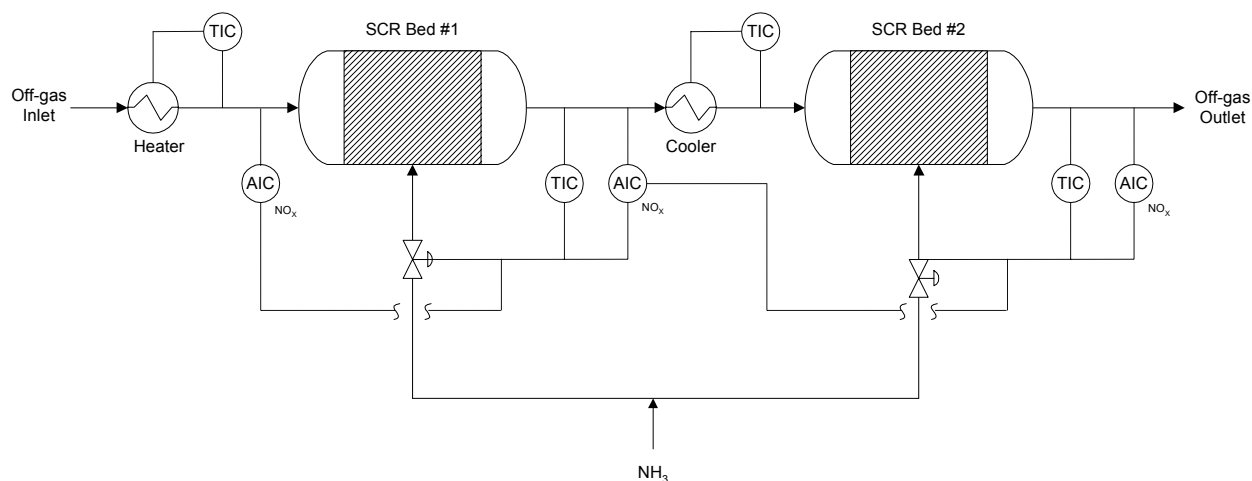 TIC
SCR Bed #1
TIC
SCR Bed #2
Off-gas
Inlet
Heater
Cooler
Off-gas
Outlet
AIC
NOX
TIC
AIC
NOX
TIC
AIC
NOX
NH3